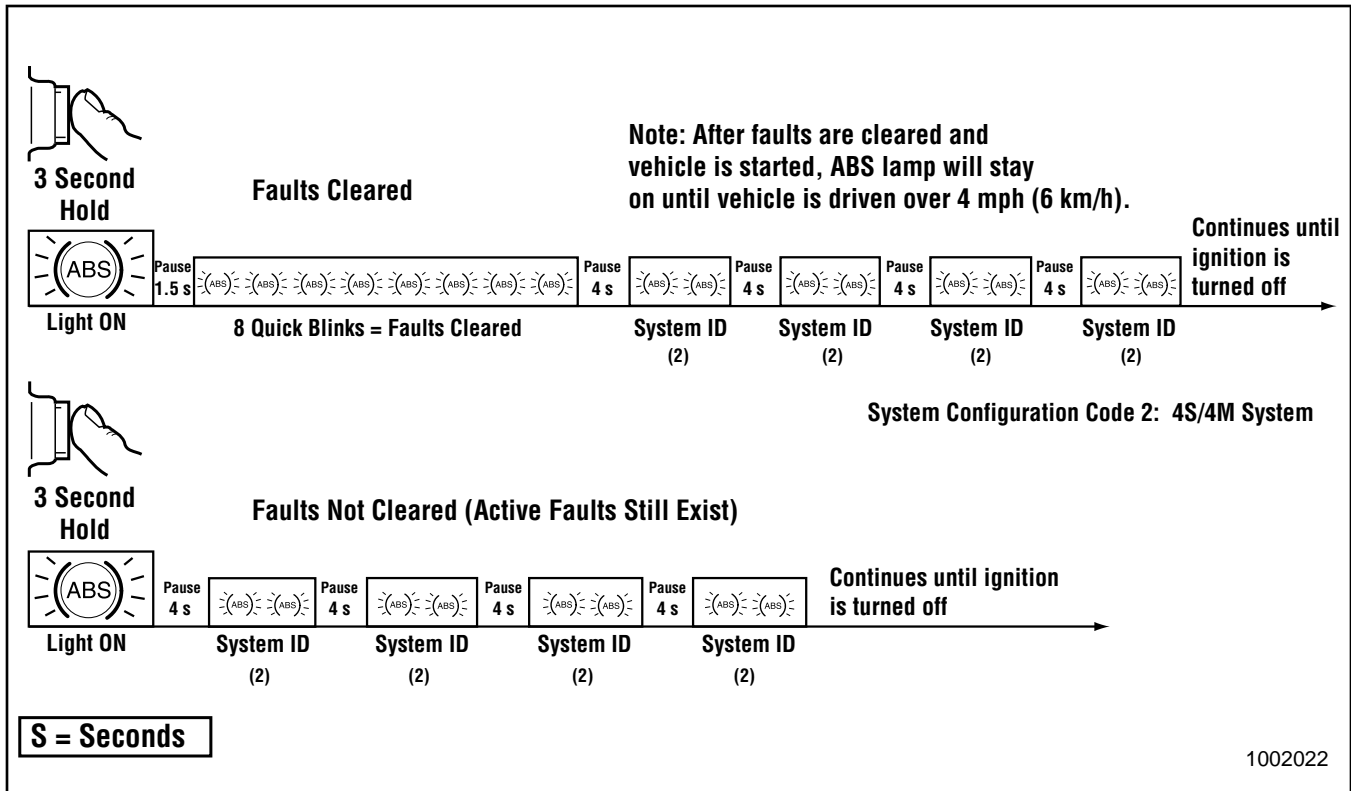 3 Second
Hold
Faults Cleared
Note: After faults are cleared and
vehicle is started, ABS lamp will stay
on until vehicle is driven over 4 mph (6 km/h).
Continues until
ignition is
turned off
ABS
Pause
1.5 s
ABS ABS ABS ABS ABS ABS ABS ABS
Pause
4 s
ABS ABS
Pause
4 s
ABS ABS
Pause
4 s
ABS ABS
Pause
4 s
ABS ABS
Light ON
8 Quick Blinks = Faults Cleared
System ID
(2)
System ID
(2)
System ID
(2)
System ID
(2)
System Configuration Code 2: 4S/4M System
3 Second
Hold
Faults Not Cleared (Active Faults Still Exist)
ABS
Pause
4 s
ABS ABS
Pause
4 s
ABS ABS
Pause
4 s
ABS ABS
Pause
4 s
ABS ABS
Continues until ignition
is turned off
Light ON
System ID
(2)
System ID
(2)
System ID
(2)
System ID
(2)
S = Seconds
1002022